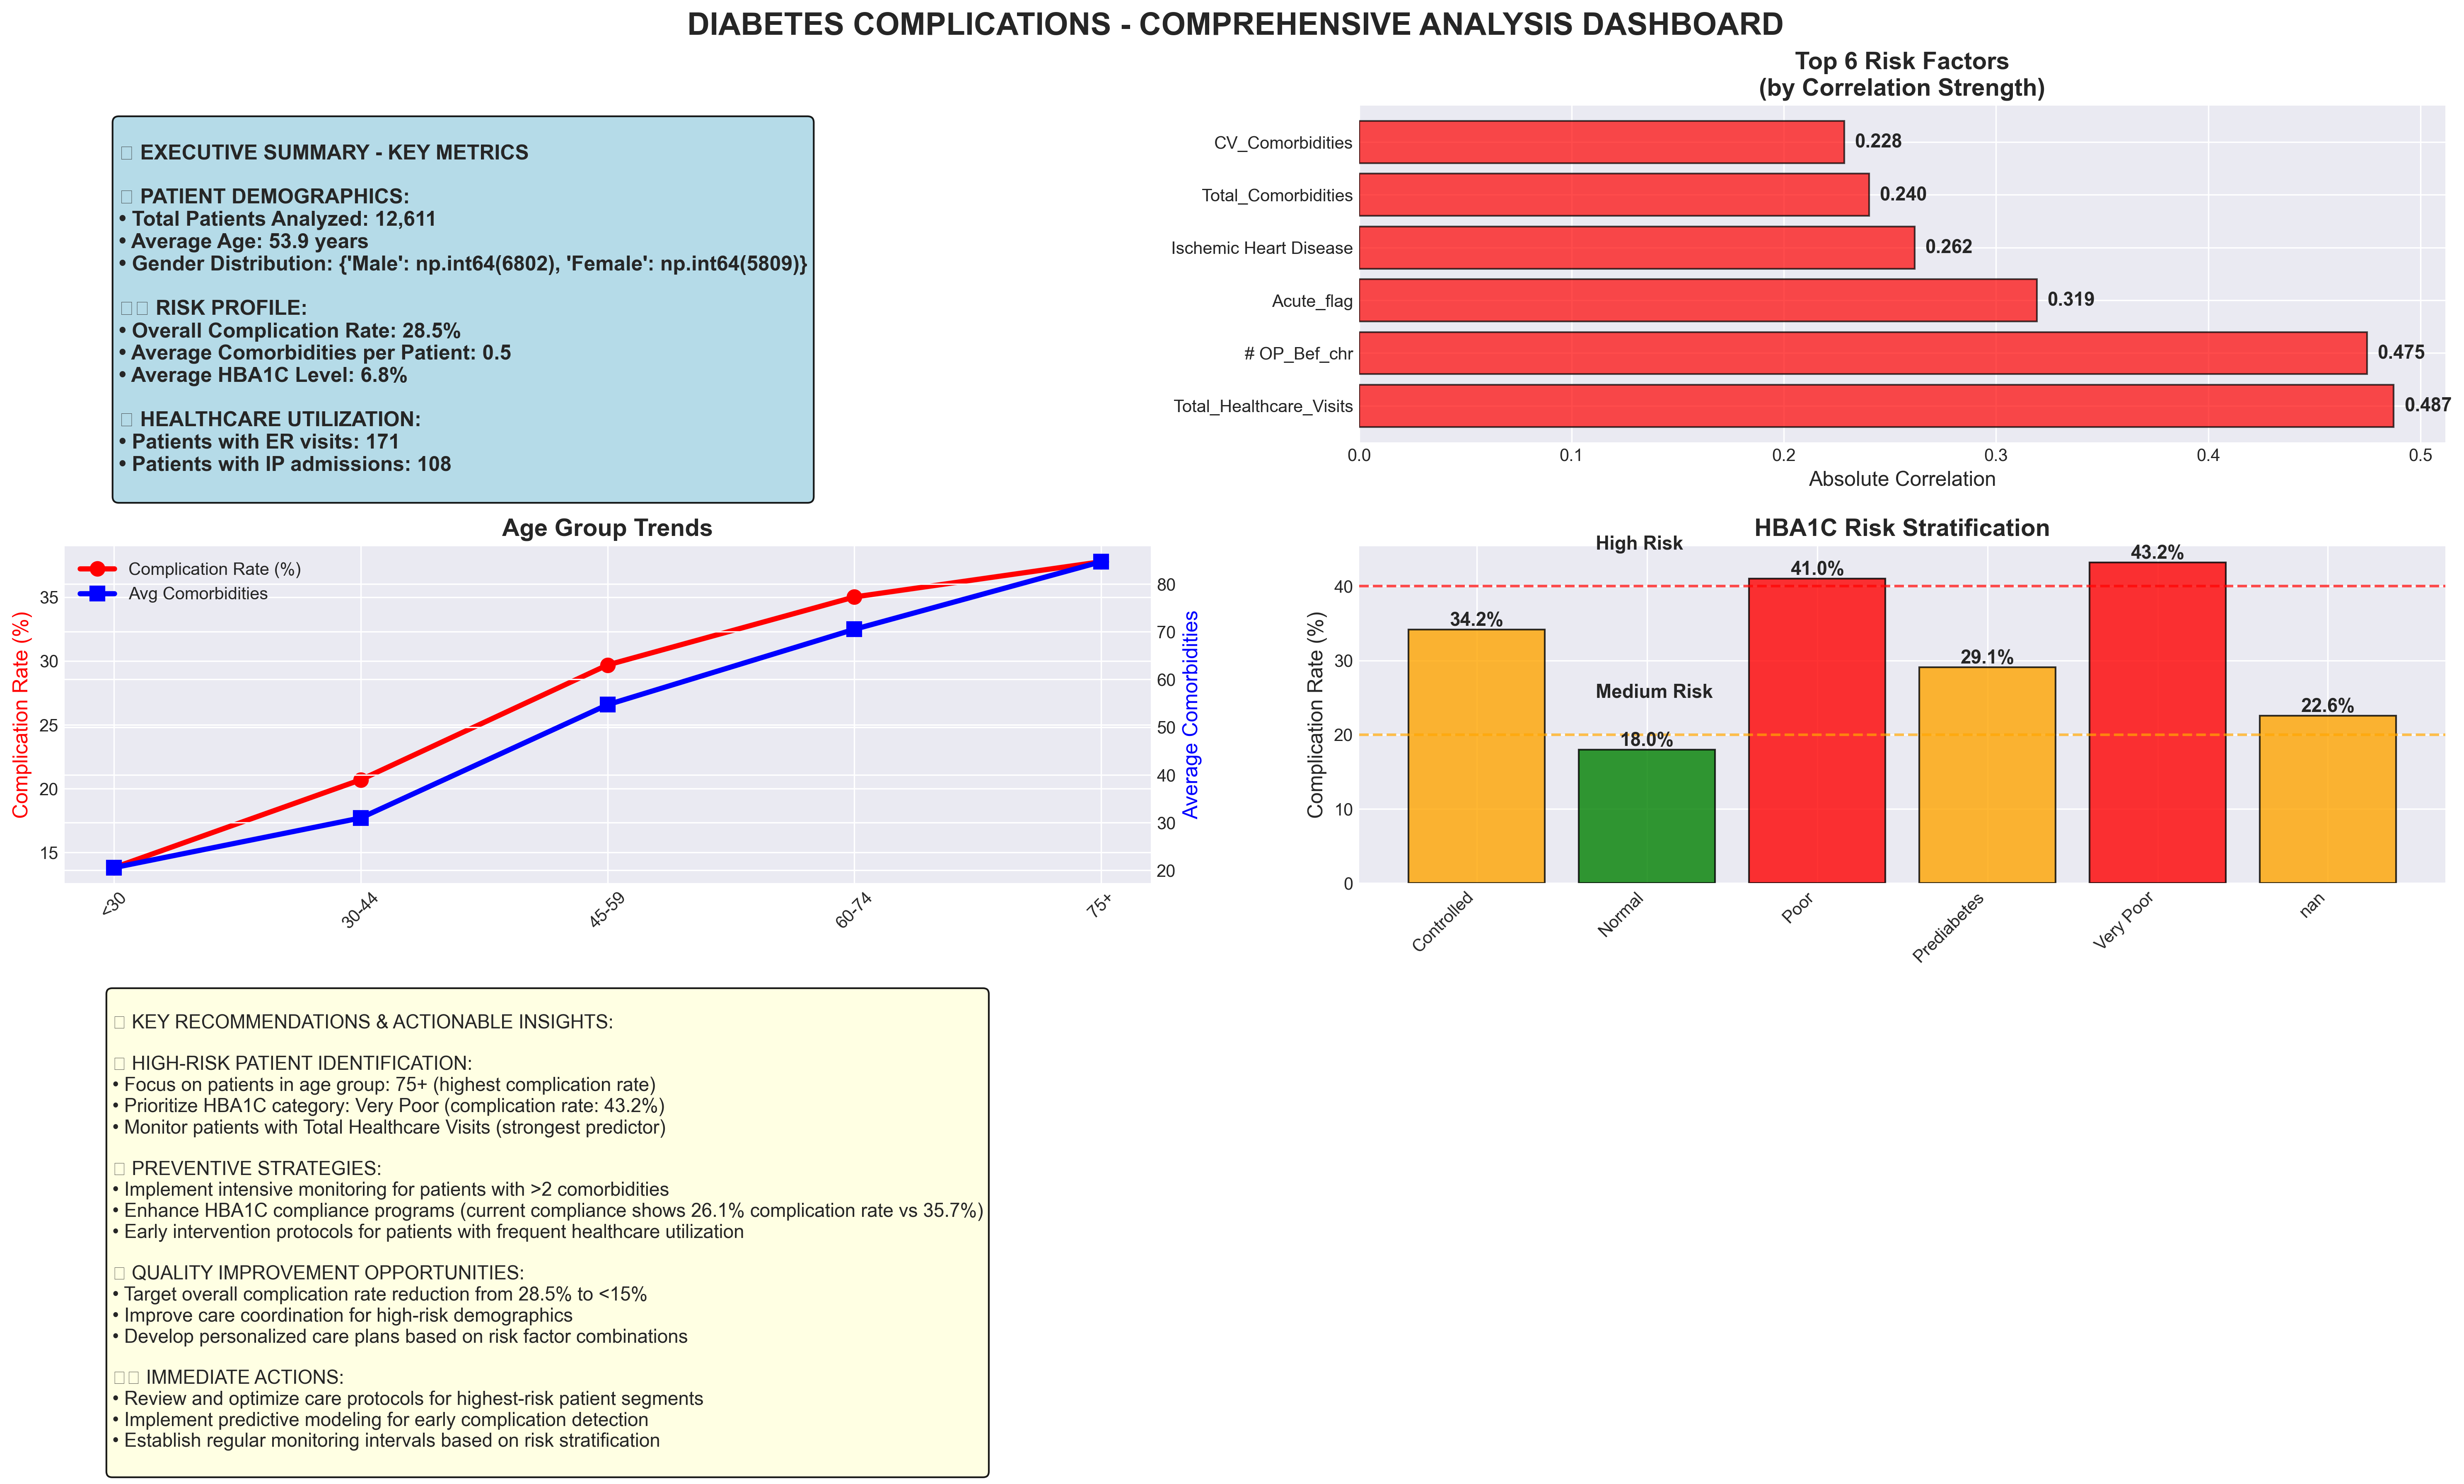 DIABETES COMPLICATIONS - COMPREHENSIVE ANALYSIS DASHBOARD
EXECUTIVE SUMMARY - KEY METRICS
PATIENT DEMOGRAPHICS:
• Total Patients Analyzed: 12,611
• Average Age: 53.9 years
• Gender Distribution: {'Male': np.int64(6802), 'Female': np.int64(5809)}
RISK PROFILE:
• Overall Complication Rate: 28.5%
• Average Comorbidities per Patient: 0.5
• Average HBA1C Level: 6.8%
HEALTHCARE UTILIZATION:
• Patients with ER visits: 171
• Patients with IP admissions: 108
Top 6 Risk Factors
(by Correlation Strength)
CV_Comorbidities 0.228
Total_Comorbidities 0.240
Ischemic Heart Disease 0.262
Acute_flag 0.319
# OP_Bef_chr 0.475
Total_Healthcare_Visits 0.487
0.0 0.1 0.2 0.3 0.4 0.5
Absolute Correlation
Age Group Trends
Complication Rate (%)
Avg Comorbidities
Complication Rate (%)
35
30
25
20
15
80
70
60
50
40
30
20
Average Comorbidities
<30 30-44 45-59 60-74 75+
HBA1C Risk Stratification
High Risk
Medium Risk
Complication Rate (%)
40
30
20
10
0
34.2% 18.0% 41.0% 29.1% 43.2% 22.6%
Controlled Normal Poor Prediabetes Very Poor nan
KEY RECOMMENDATIONS & ACTIONABLE INSIGHTS:
HIGH-RISK PATIENT IDENTIFICATION:
• Focus on patients in age group: 75+ (highest complication rate)
• Prioritize HBA1C category: Very Poor (complication rate: 43.2%)
• Monitor patients with Total Healthcare Visits (strongest predictor)
PREVENTIVE STRATEGIES:
• Implement intensive monitoring for patients with >2 comorbidities
• Enhance HBA1C compliance programs (current compliance shows 26.1% complication rate vs 35.7%)
• Early intervention protocols for patients with frequent healthcare utilization
QUALITY IMPROVEMENT OPPORTUNITIES:
• Target overall complication rate reduction from 28.5% to <15%
• Improve care coordination for high-risk demographics
• Develop personalized care plans based on risk factor combinations
IMMEDIATE ACTIONS:
• Review and optimize care protocols for highest-risk patient segments
• Implement predictive modeling for early complication detection
• Establish regular monitoring intervals based on risk stratification